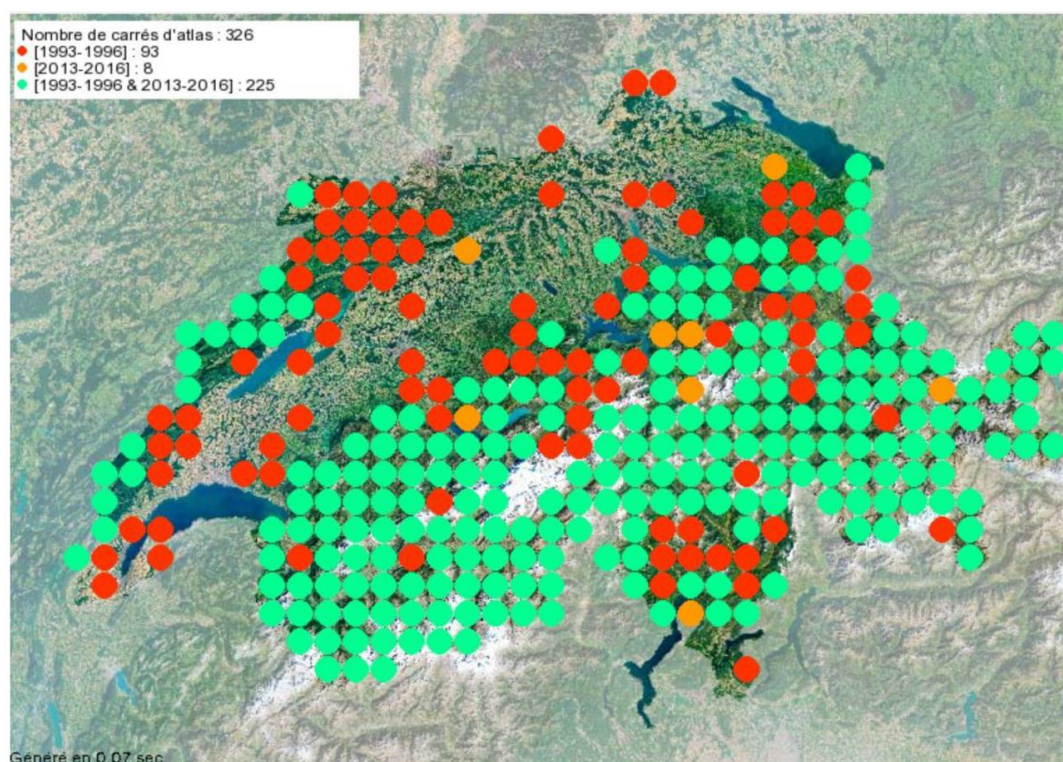 Nombre de carrés d'atlas : 326
[1993-1996] : 93
[2013-2016] : 8
[1993-1996 & 2013-2016] : 225
Généré en 0.07 sec